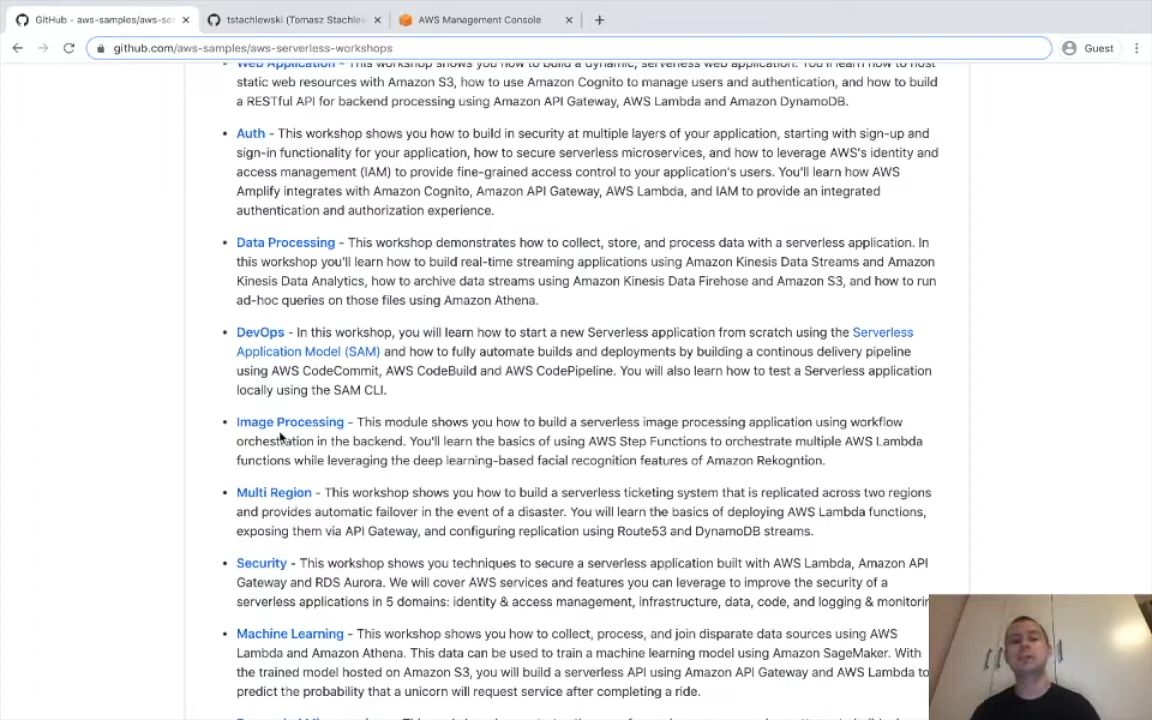 GitHub - aws-samples/aws-ser
tstachlewski (Tomasz Stachlew
AWS Management Console
github.com/aws-samples/aws-serverless-workshops
Guest
Web Application - This workshop shows you how to build a dynamic, serverless web application. You'll learn how to host
static web resources with Amazon S3, how to use Amazon Cognito to manage users and authentication, and how to build
a RESTful API for backend processing using Amazon API Gateway, AWS Lambda and Amazon DynamoDB.
Auth - This workshop shows you how to build in security at multiple layers of your application, starting with sign-up and
sign-in functionality for your application, how to secure serverless microservices, and how to leverage AWS's identity and
access management (IAM) to provide fine-grained access control to your application's users. You'll learn how AWS
Amplify integrates with Amazon Cognito, Amazon API Gateway, AWS Lambda, and IAM to provide an integrated
authentication and authorization experience.
Data Processing - This workshop demonstrates how to collect, store, and process data with a serverless application. In
this workshop you'll learn how to build real-time streaming applications using Amazon Kinesis Data Streams and Amazon
Kinesis Data Analytics, how to archive data streams using Amazon Kinesis Data Firehose and Amazon S3, and how to run
ad-hoc queries on those files using Amazon Athena.
DevOps - In this workshop, you will learn how to start a new Serverless application from scratch using the Serverless
Application Model (SAM) and how to fully automate builds and deployments by building a continous delivery pipeline
using AWS CodeCommit, AWS CodeBuild and AWS CodePipeline. You will also learn how to test a Serverless application
locally using the SAM CLI.
Image Processing - This module shows you how to build a serverless image processing application using workflow
orchestration in the backend. You'll learn the basics of using AWS Step Functions to orchestrate multiple AWS Lambda
functions while leveraging the deep learning-based facial recognition features of Amazon Rekogntion.
Multi Region - This workshop shows you how to build a serverless ticketing system that is replicated across two regions
and provides automatic failover in the event of a disaster. You will learn the basics of deploying AWS Lambda functions,
exposing them via API Gateway, and configuring replication using Route53 and DynamoDB streams.
Security - This workshop shows you techniques to secure a serverless application built with AWS Lambda, Amazon API
Gateway and RDS Aurora. We will cover AWS services and features you can leverage to improve the security of a
serverless applications in 5 domains: identity & access management, infrastructure, data, code, and logging & monitorin
Machine Learning - This workshop shows you how to collect, process, and join disparate data sources using AWS
Lambda and Amazon Athena. This data can be used to train a machine learning model using Amazon SageMaker. With
the trained model hosted on Amazon S3, you will build a serverless API using Amazon API Gateway and AWS Lambda to
predict the probability that a unicorn will request service after completing a ride.